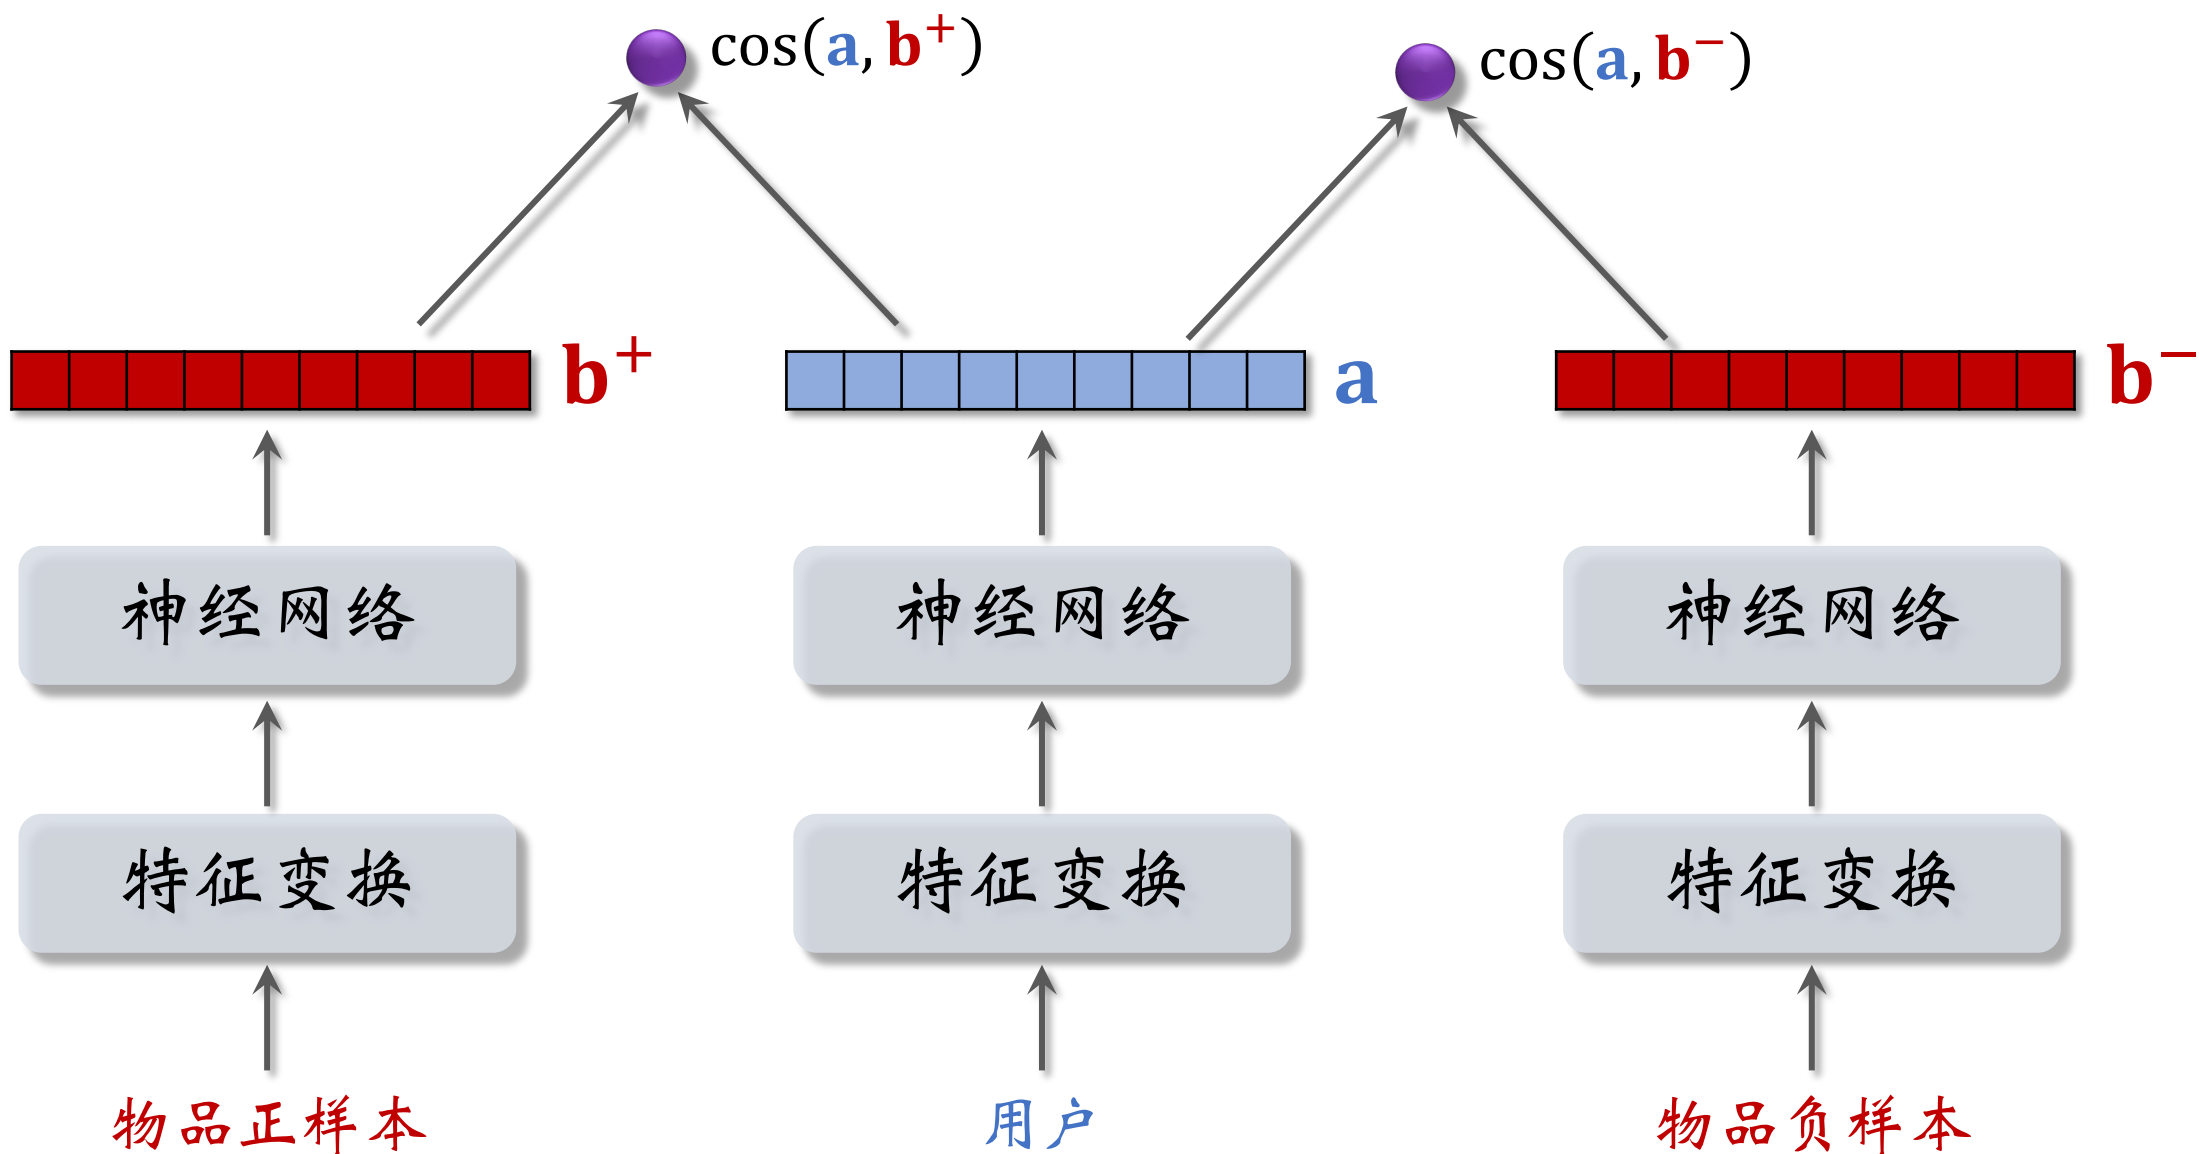 cos(a, b⁺)
cos(a, b⁻)
b⁺
a
b⁻
神经网络
神经网络
神经网络
特征变换
特征变换
特征变换
物品正样本
用户
物品负样本